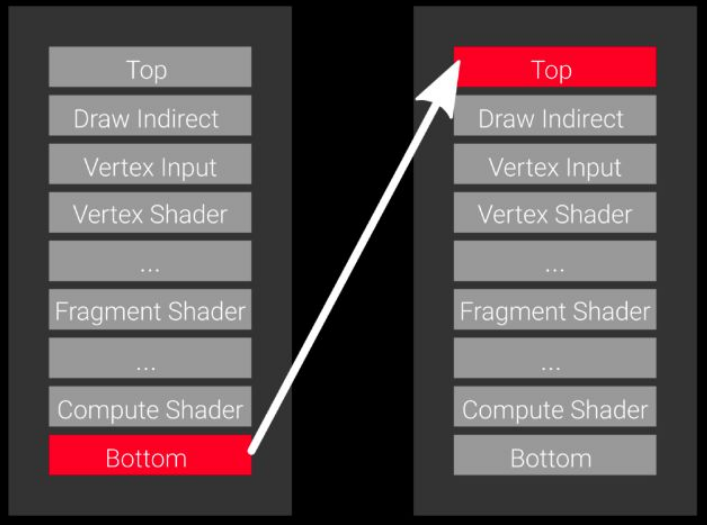 Top
Draw Indirect
Vertex Input
Vertex Shader
...
Fragment Shader
...
Compute Shader
Bottom
Top
Draw Indirect
Vertex Input
Vertex Shader
...
Fragment Shader
...
Compute Shader
Bottom